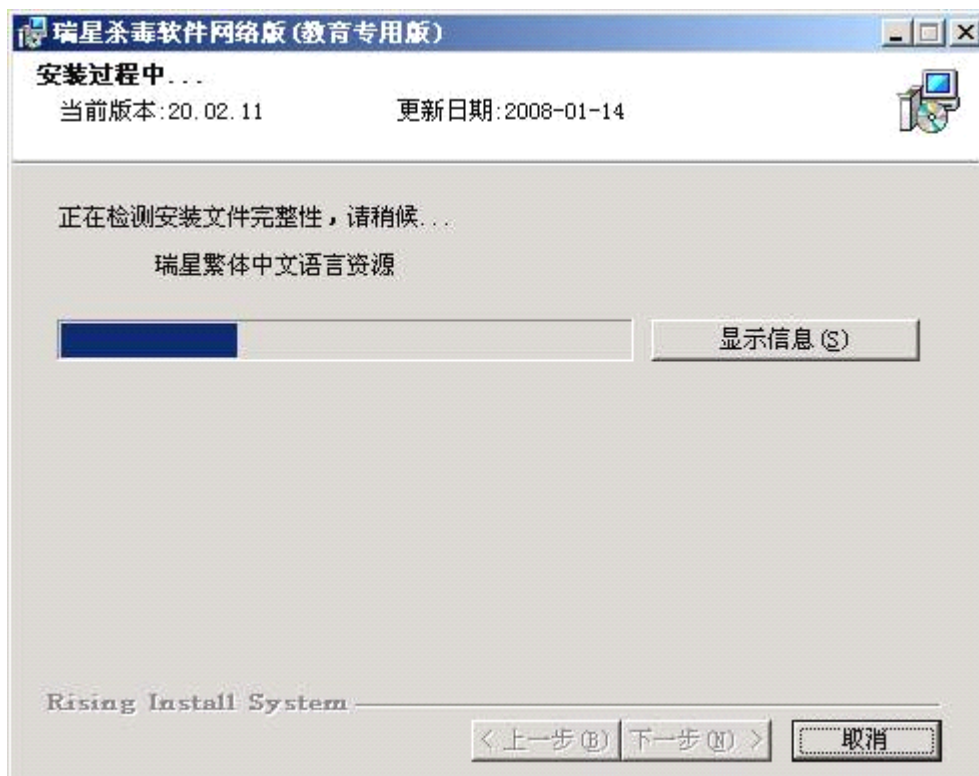 瑞星杀毒软件网络版(教育专用版)
安装过程中...
当前版本:20.02.11 更新日期:2008-01-14
正在检测安装文件完整性，请稍候...
瑞星繁体中文语言资源
显示信息(S)
Rising Install System
< 上一步(B) 下一步(N) > 取消